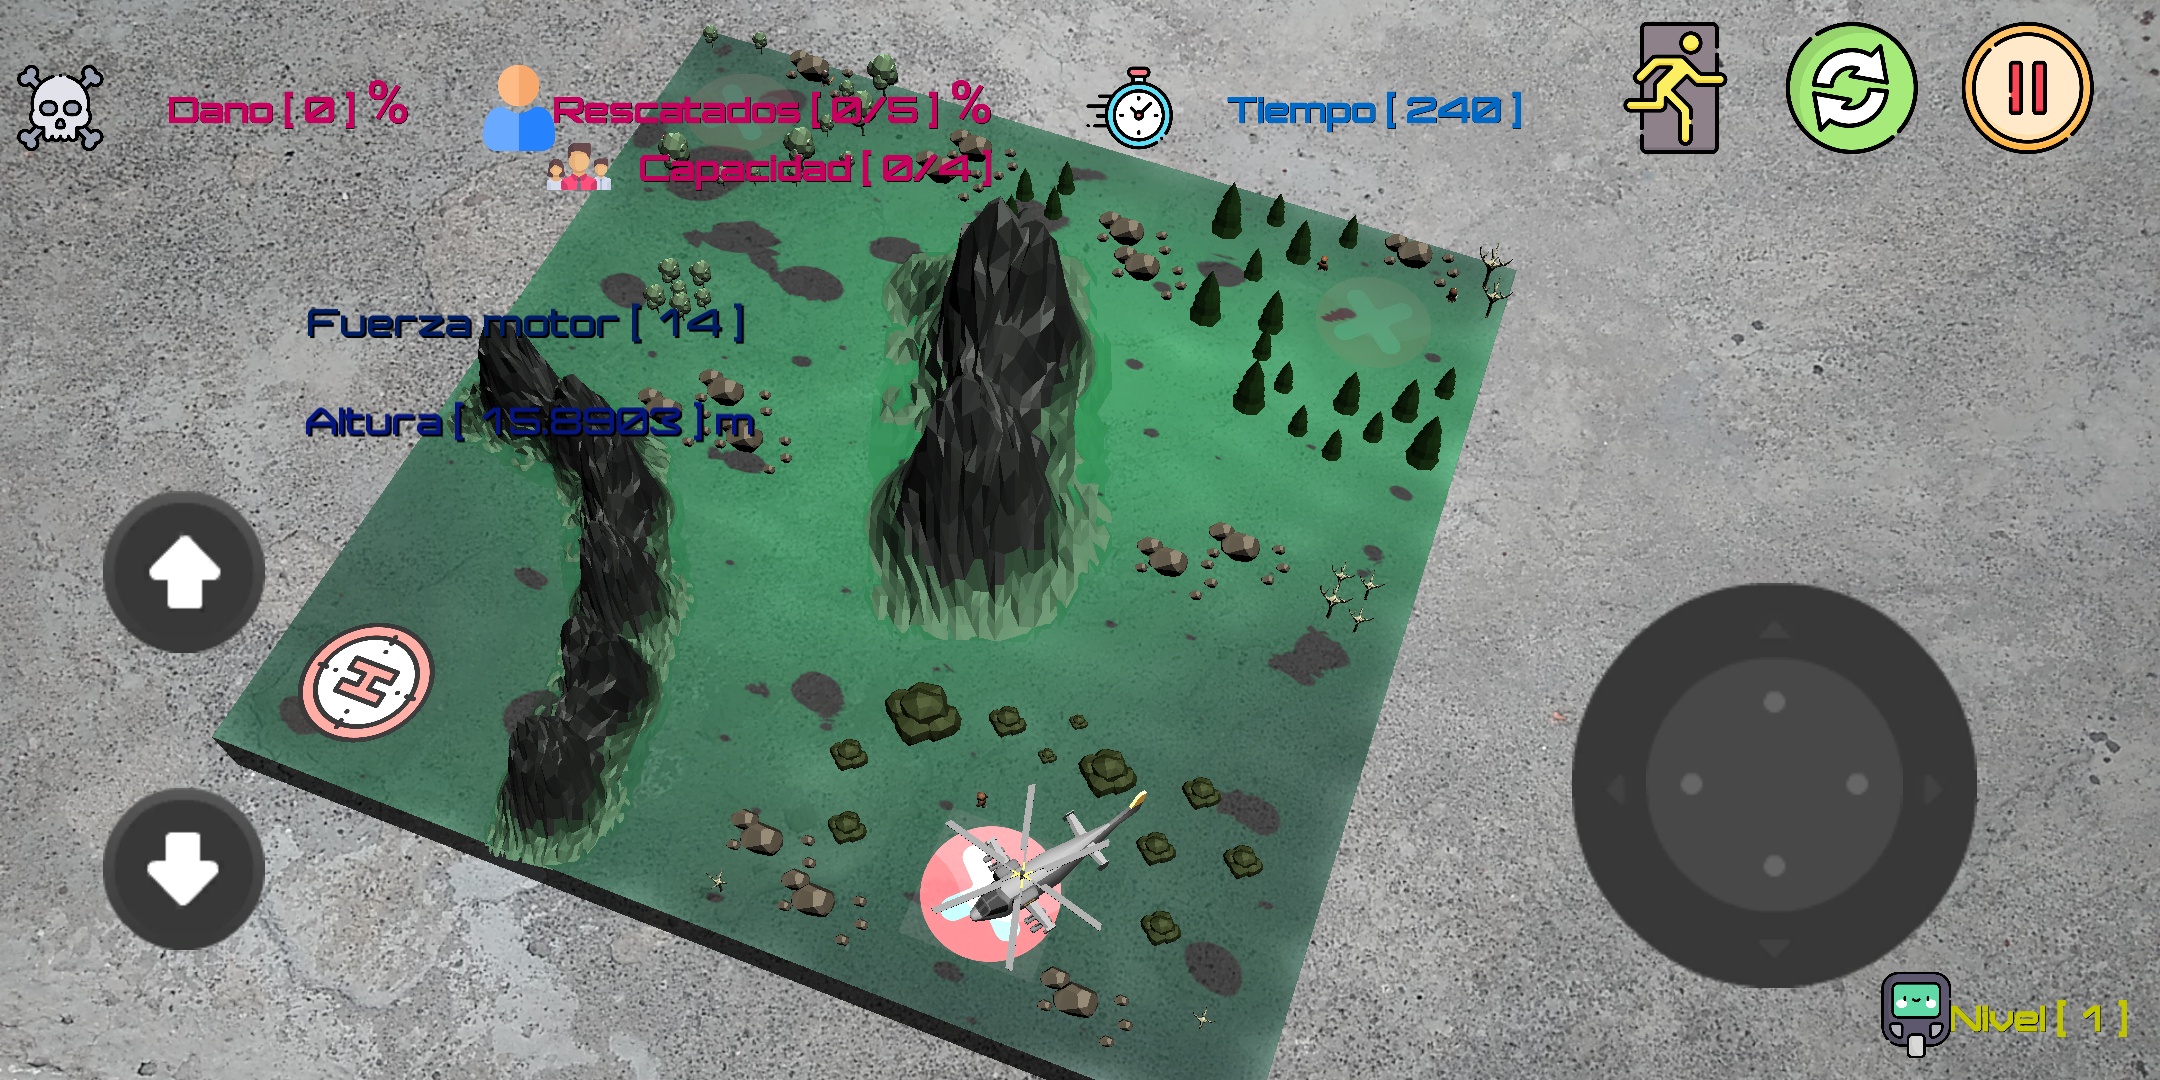 Dano [ 0 ] %
Rescatados [ 0/5 ] %
Tiempo [ 240 ]
Capacidad [ 0/4 ]
Fuerza motor [ 14 ]
Altura [ 15.8903 ] m
H
Nivel [ 1 ]